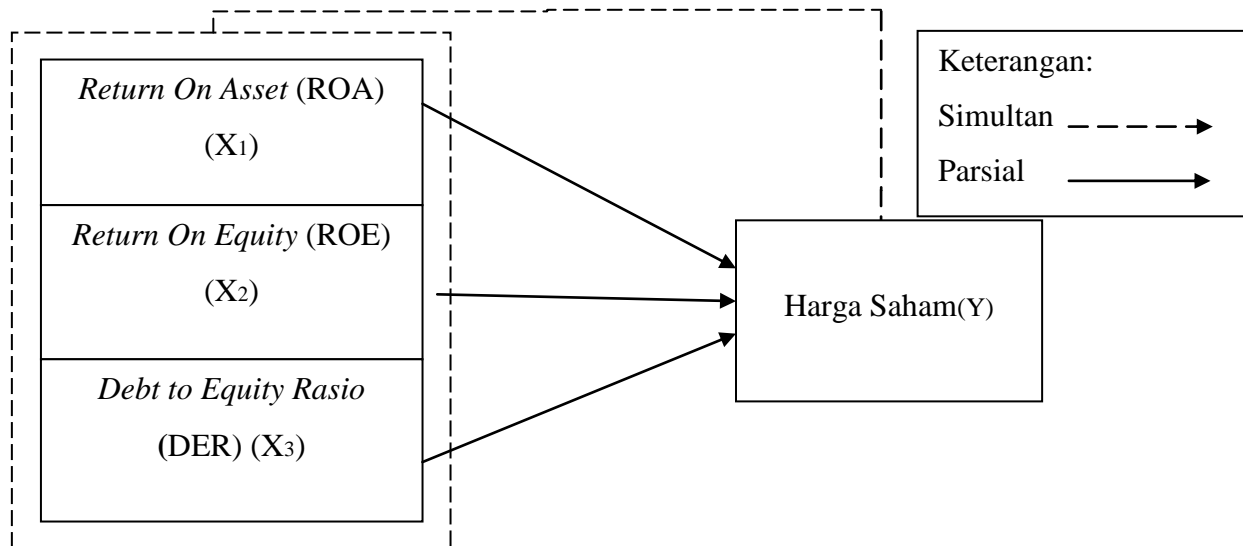 Return On Asset (ROA)
(X1)
Return On Equity (ROE)
(X2)
Debt to Equity Rasio
(DER) (X3)
Harga Saham(Y)
Keterangan:
Simultan
Parsial